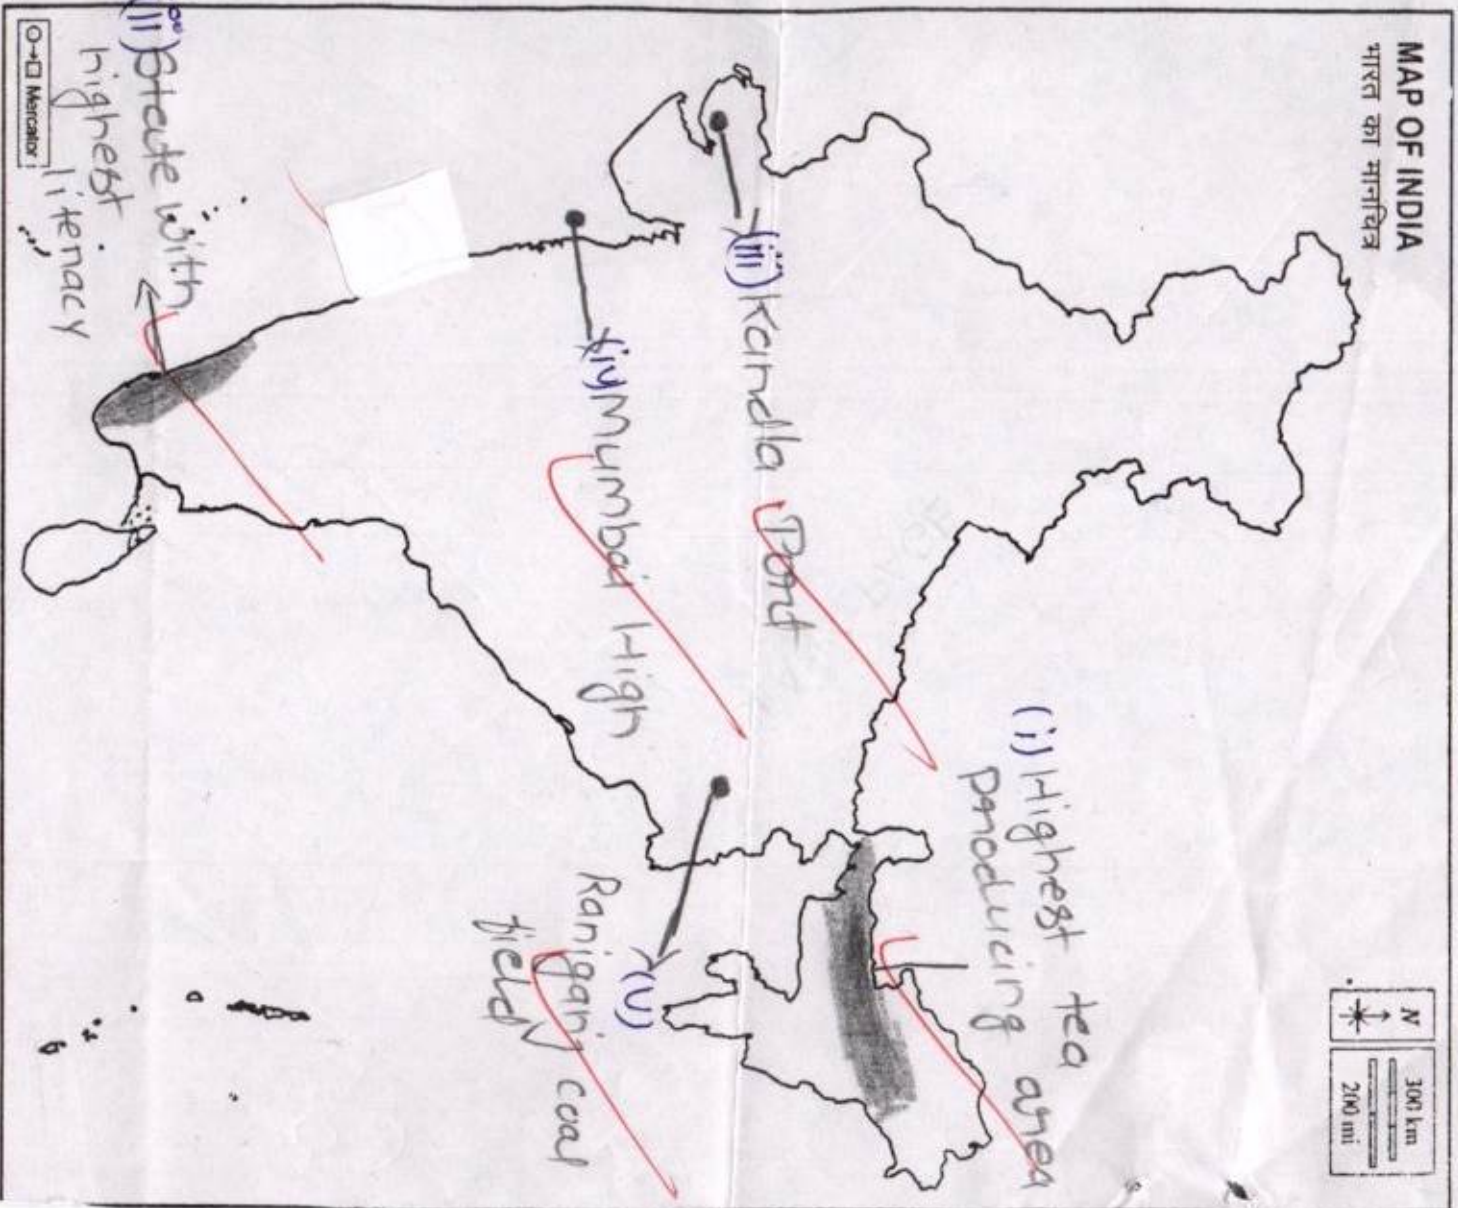 MAP OF INDIA
भारत का मानचित्र
N
300 km
200 mi
(i) Highest tea
producing area
(iii) Kandla Port
(iv) Mumbai High
(v)
Raniganj coal
field
(ii) State with
highest
literacy
Mercator